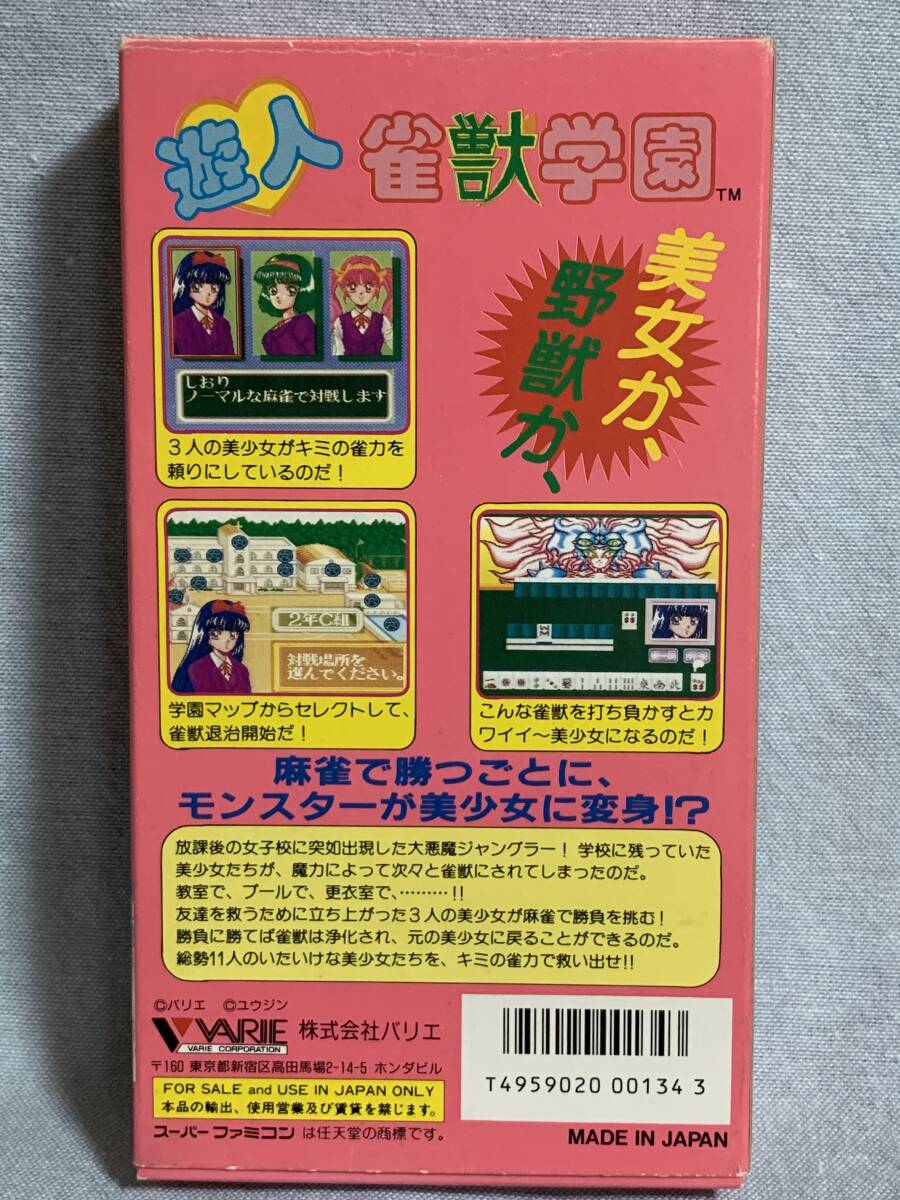 遊人 雀獣学園™
美女か、
野獣か、
しおり
ノーマルな麻雀で対戦します
3人の美少女がキミの雀力を
頼りにしているのだ！
2年C組
対戦場所を
選んでください。
学園マップからセレクトして、
雀獣退治開始だ！
こんな雀獣を打ち負かすとカ
ワイイ〜美少女になるのだ！
麻雀で勝つごとに、
モンスターが美少女に変身!?
放課後の女子校に突如出現した大悪魔ジャングラー！学校に残っていた
美少女たちが、魔力によって次々と雀獣にされてしまったのだ。
教室で、プールで、更衣室で、………!!
友達を救うために立ち上がった3人の美少女が麻雀で勝負を挑む！
勝負に勝てば雀獣は浄化され、元の美少女に戻ることができるのだ。
総勢11人のいたいけな美少女たちを、キミの雀力で救い出せ!!
©バリエ ©ユウジン
VARIE 株式会社バリエ
VARIE CORPORATION
〒160 東京都新宿区高田馬場2-14-5 ホンダビル
FOR SALE and USE IN JAPAN ONLY
本品の輸出、使用営業及び賃貸を禁じます。
スーパーファミコン は任天堂の商標です。
T4959020 00134 3
MADE IN JAPAN